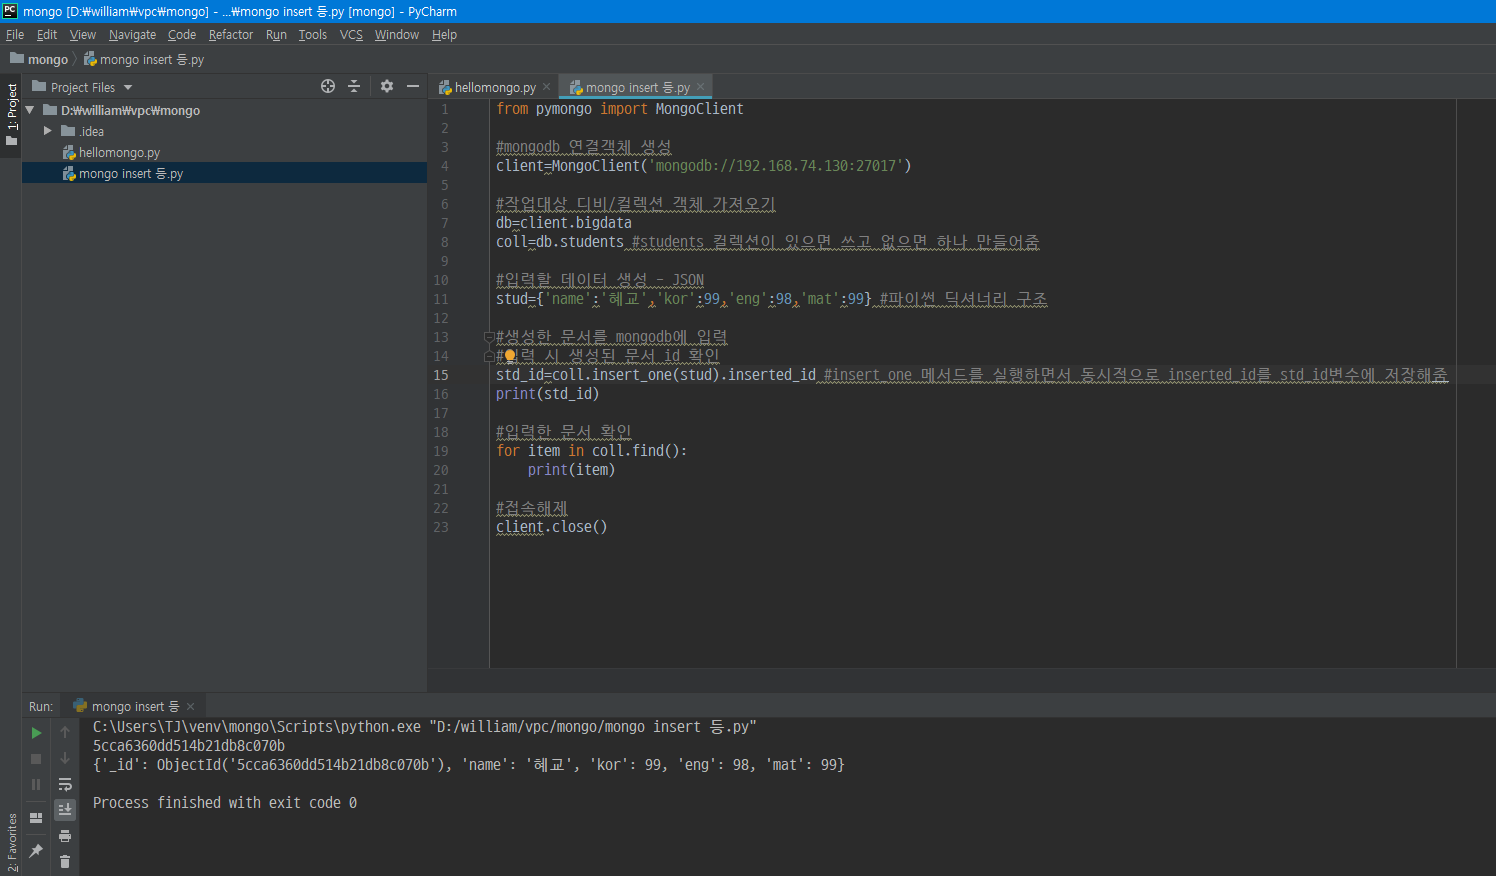 mongo [D:₩william₩vpc₩mongo] - ...₩mongo insert 등.py [mongo] - PyCharm
File Edit View Navigate Code Refactor Run Tools VCS Window Help
mongo mongo insert 등.py
1: Project
Project Files
hellomongo.py
mongo insert 등.py
D:₩william₩vpc₩mongo
.idea
hellomongo.py
mongo insert 등.py
1 from pymongo import MongoClient
2
3 #mongodb 연결객체 생성
4 client=MongoClient('mongodb://192.168.74.130:27017')
5
6 #작업대상 디비/컬렉션 객체 가져오기
7 db=client.bigdata
8 coll=db.students #students 컬렉션이 있으면 쓰고 없으면 하나 만들어줌
9
10 #입력할 데이터 생성 - JSON
11 stud={'name':'혜교','kor':99,'eng':98,'mat':99} #파이썬 딕셔너리 구조
12
13 #생성한 문서를 mongodb에 입력
14 #력 시 생성된 문서 id 확인
15 std_id=coll.insert_one(stud).inserted_id #insert_one 메서드를 실행하면서 동시적으로 inserted_id를 std_id변수에 저장해줌
16 print(std_id)
17
18 #입력한 문서 확인
19 for item in coll.find():
20 print(item)
21
22 #접속해제
23 client.close()
Run: mongo insert 등
C:\Users\TJ\venv\mongo\Scripts\python.exe "D:/william/vpc/mongo/mongo insert 등.py"
5cca6360dd514b21db8c070b
{'_id': ObjectId('5cca6360dd514b21db8c070b'), 'name': '혜교', 'kor': 99, 'eng': 98, 'mat': 99}
Process finished with exit code 0
2: Favorites